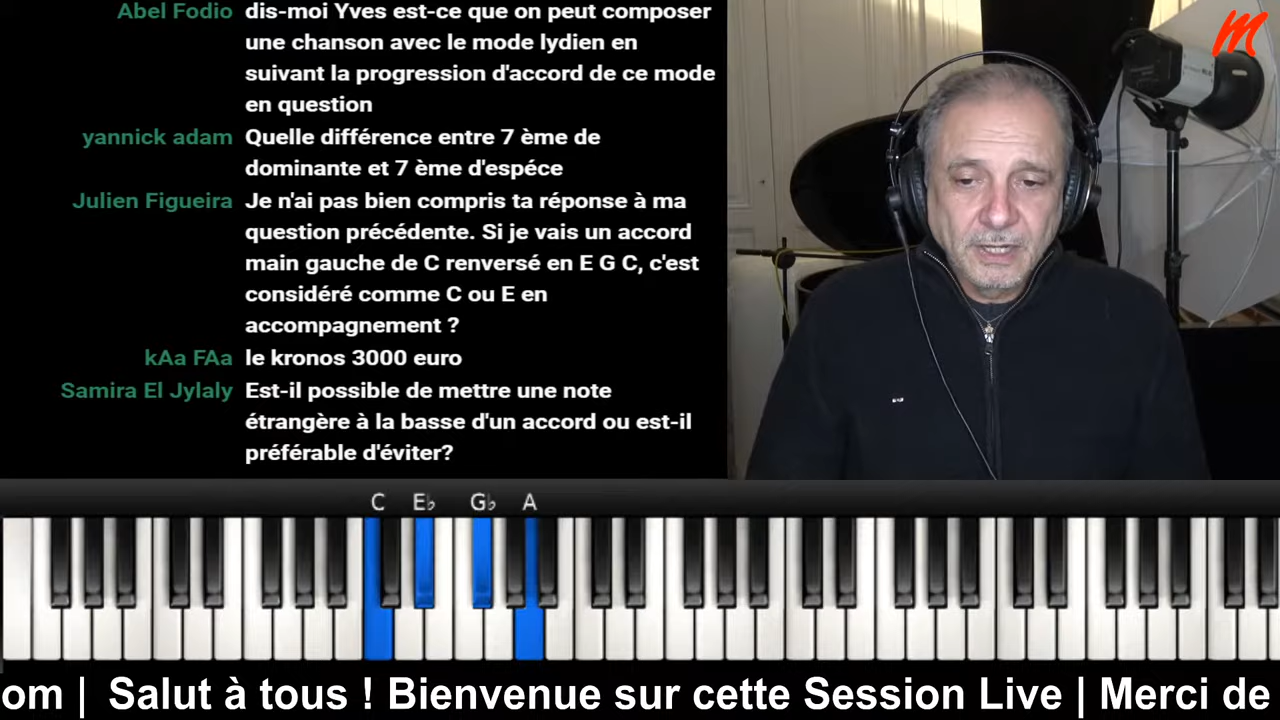 Abel Fodio dis-moi Yves est-ce que on peut composer
une chanson avec le mode lydien en
suivant la progression d'accord de ce mode
en question
yannick adam Quelle différence entre 7 ème de
dominante et 7 ème d'espéce
Julien Figueira Je n'ai pas bien compris ta réponse à ma
question précédente. Si je vais un accord
main gauche de C renversé en E G C, c'est
considéré comme C ou E en
accompagnement ?
kAa FAa le kronos 3000 euro
Samira El Jylaly Est-il possible de mettre une note
étrangère à la basse d'un accord ou est-il
préférable d'éviter?
M
C E♭ G♭ A
om | Salut à tous ! Bienvenue sur cette Session Live | Merci de